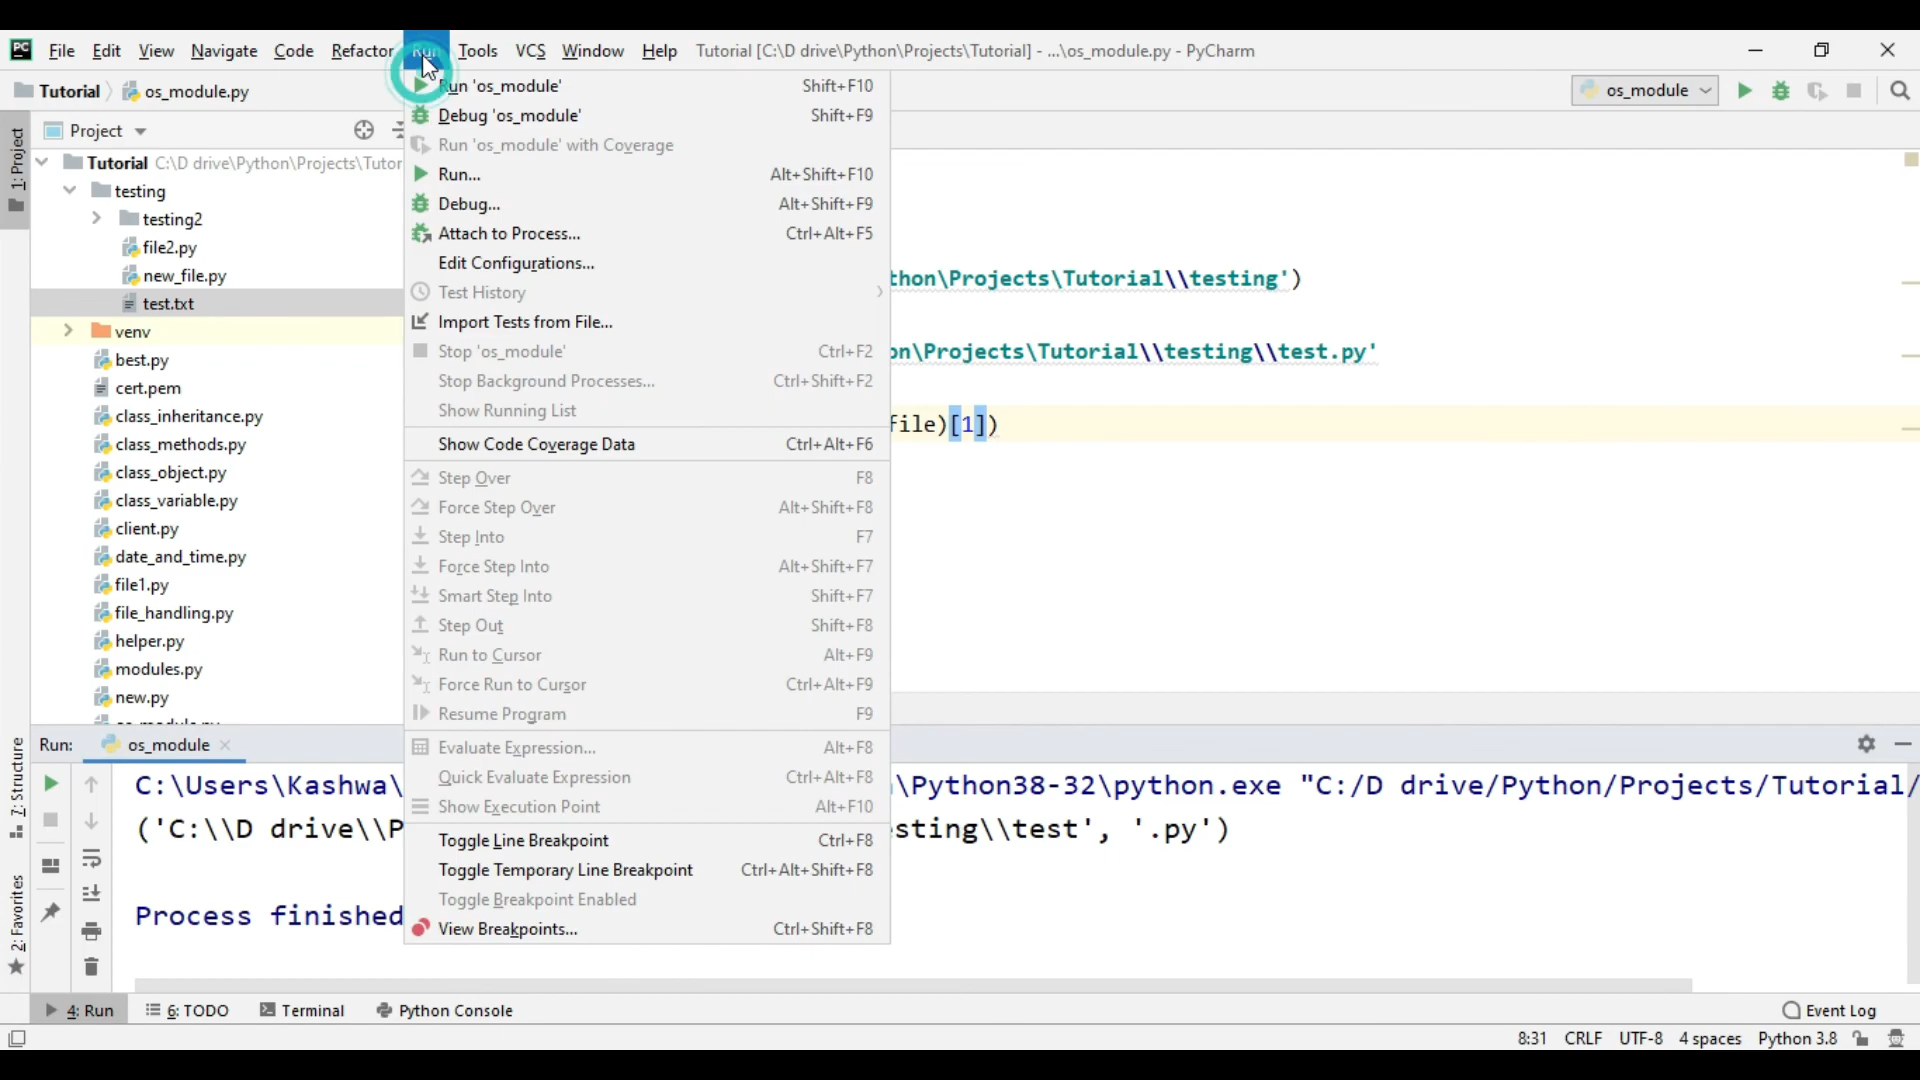 PC File Edit View Navigate Code Refactor Run Tools VCS Window Help Tutorial [C:\D drive\Python\Projects\Tutorial] - ...\os_module.py - PyCharm
Tutorial os_module.py os_module
Project
Tutorial C:\D drive\Python\Projects\Tutor
testing
testing2
file2.py
new_file.py
test.txt
venv
best.py
cert.pem
class_inheritance.py
class_methods.py
class_object.py
class_variable.py
client.py
date_and_time.py
file1.py
file_handling.py
helper.py
modules.py
new.py
1: Project
7: Structure
2: Favorites
Run 'os_module' Shift+F10
Debug 'os_module' Shift+F9
Run 'os_module' with Coverage
Run... Alt+Shift+F10
Debug... Alt+Shift+F9
Attach to Process... Ctrl+Alt+F5
Edit Configurations...
Test History
Import Tests from File...
Stop 'os_module' Ctrl+F2
Stop Background Processes... Ctrl+Shift+F2
Show Running List
Show Code Coverage Data Ctrl+Alt+F6
Step Over F8
Force Step Over Alt+Shift+F8
Step Into F7
Force Step Into Alt+Shift+F7
Smart Step Into Shift+F7
Step Out Shift+F8
Run to Cursor Alt+F9
Force Run to Cursor Ctrl+Alt+F9
Resume Program F9
Evaluate Expression... Alt+F8
Quick Evaluate Expression Ctrl+Alt+F8
Show Execution Point Alt+F10
Toggle Line Breakpoint Ctrl+F8
Toggle Temporary Line Breakpoint Ctrl+Alt+Shift+F8
Toggle Breakpoint Enabled
View Breakpoints... Ctrl+Shift+F8
thon\Projects\Tutorial\\testing')
on\Projects\Tutorial\\testing\\test.py'
file)[1])
Run: os_module
C:\Users\Kashwa\ \Python38-32\python.exe "C:/D drive/Python/Projects/Tutorial/
('C:\\D drive\\P sting\\test', '.py')
Process finished
4: Run 6: TODO Terminal Python Console Event Log
8:31 CRLF UTF-8 4 spaces Python 3.8